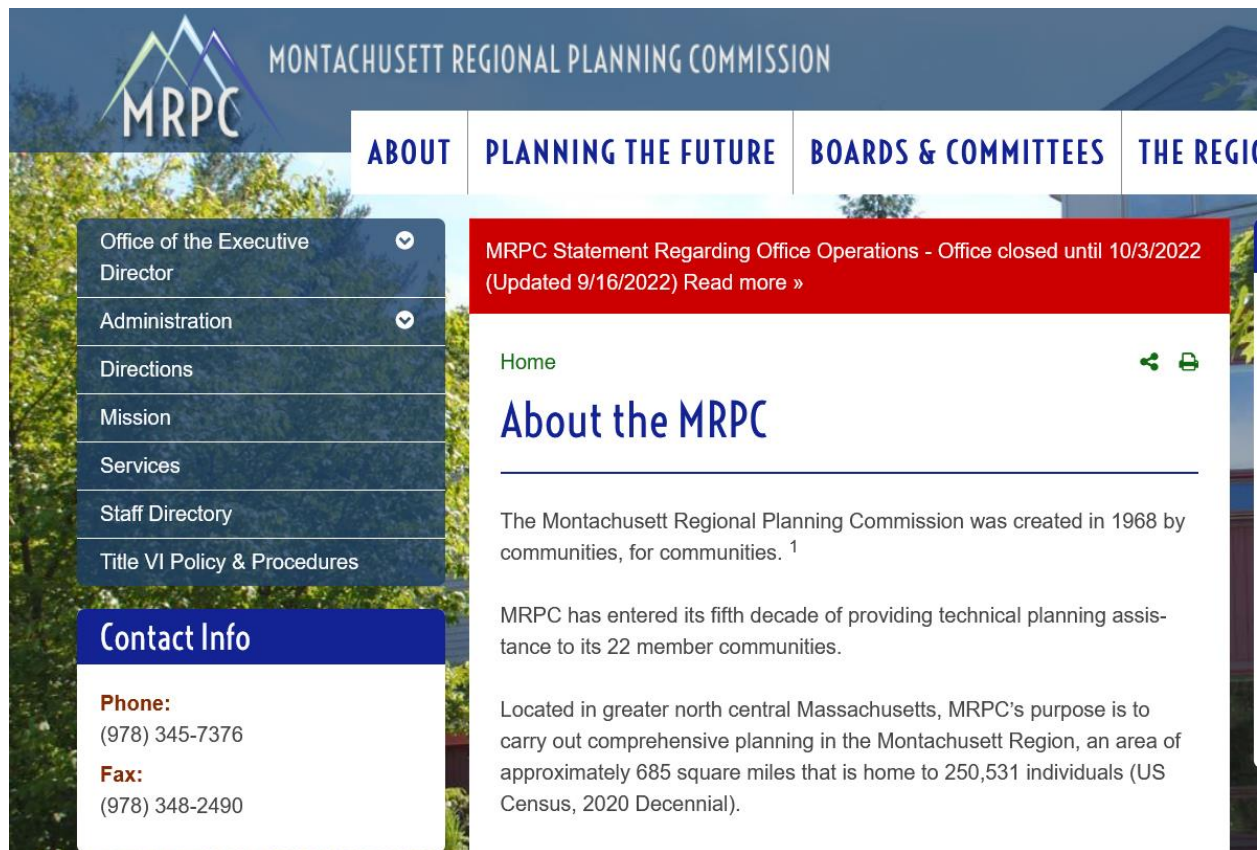 MRPC
MONTACHUSETT REGIONAL PLANNING COMMISSION
ABOUT
PLANNING THE FUTURE
BOARDS & COMMITTEES
THE REGIO
Office of the Executive
Director
Administration
Directions
Mission
Services
Staff Directory
Title VI Policy & Procedures
Contact Info
Phone:
(978) 345-7376
Fax:
(978) 348-2490
MRPC Statement Regarding Office Operations - Office closed until 10/3/2022
(Updated 9/16/2022) Read more »
Home
About the MRPC
The Montachusett Regional Planning Commission was created in 1968 by
communities, for communities. 1
MRPC has entered its fifth decade of providing technical planning assis-
tance to its 22 member communities.
Located in greater north central Massachusetts, MRPC’s purpose is to
carry out comprehensive planning in the Montachusett Region, an area of
approximately 685 square miles that is home to 250,531 individuals (US
Census, 2020 Decennial).